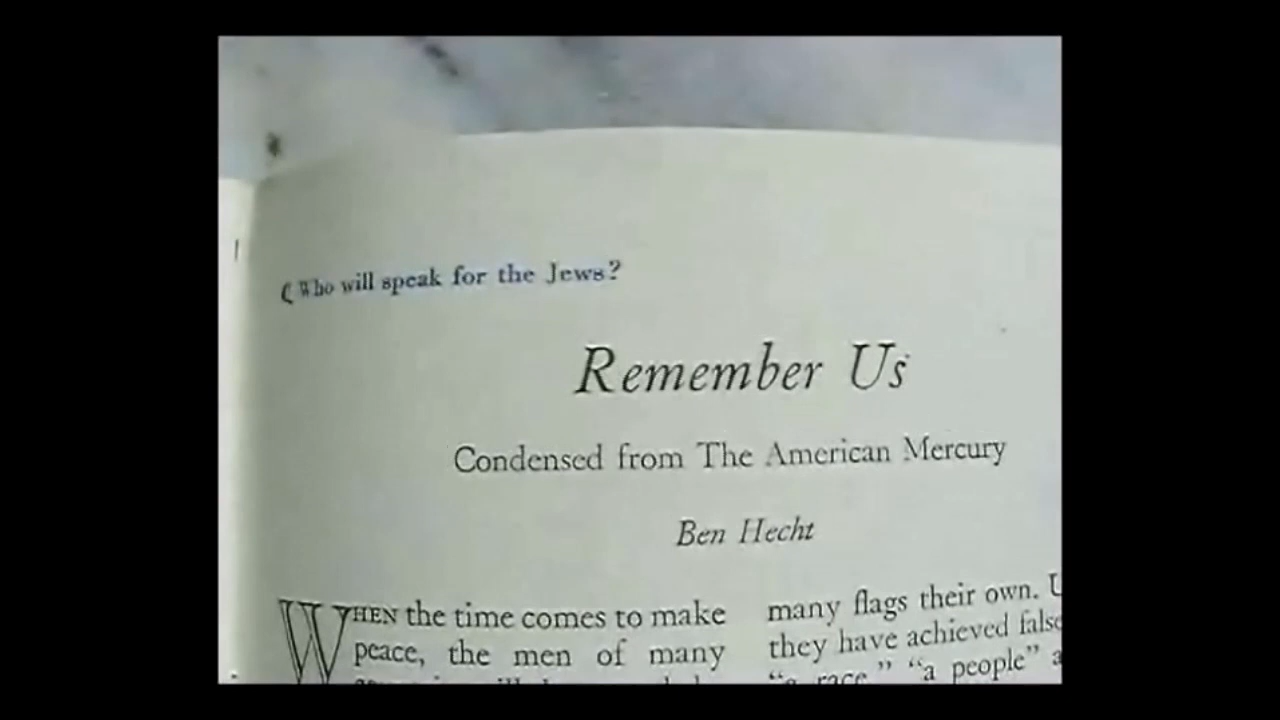 Who will speak for the Jews?
Remember Us
Condensed from The American Mercury
Ben Hecht
WHEN the time comes to make
peace, the men of many
many flags their own.
they have achieved
race," "a people"